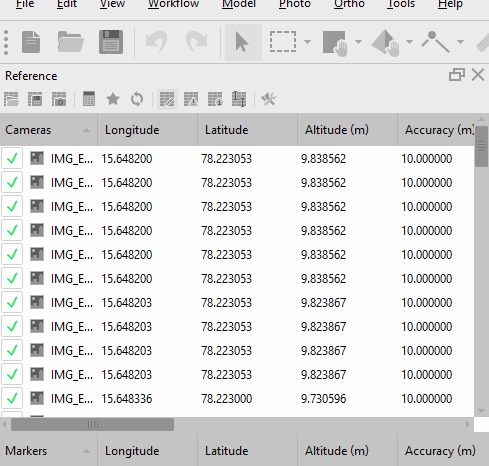 File Edit View Workflow Model Photo Ortho Tools Help
Reference
Cameras Longitude Latitude Altitude (m) Accuracy (m)
IMG_E... 15.648200 78.223053 9.838562 10.000000
IMG_E... 15.648200 78.223053 9.838562 10.000000
IMG_E... 15.648200 78.223053 9.838562 10.000000
IMG_E... 15.648200 78.223053 9.838562 10.000000
IMG_E... 15.648200 78.223053 9.838562 10.000000
IMG_E... 15.648200 78.223053 9.838562 10.000000
IMG_E... 15.648203 78.223053 9.823867 10.000000
IMG_E... 15.648203 78.223053 9.823867 10.000000
IMG_E... 15.648203 78.223053 9.823867 10.000000
IMG_E... 15.648203 78.223053 9.823867 10.000000
IMG_E... 15.648336 78.223000 9.730596 10.000000
Markers Longitude Latitude Altitude (m) Accuracy (m)